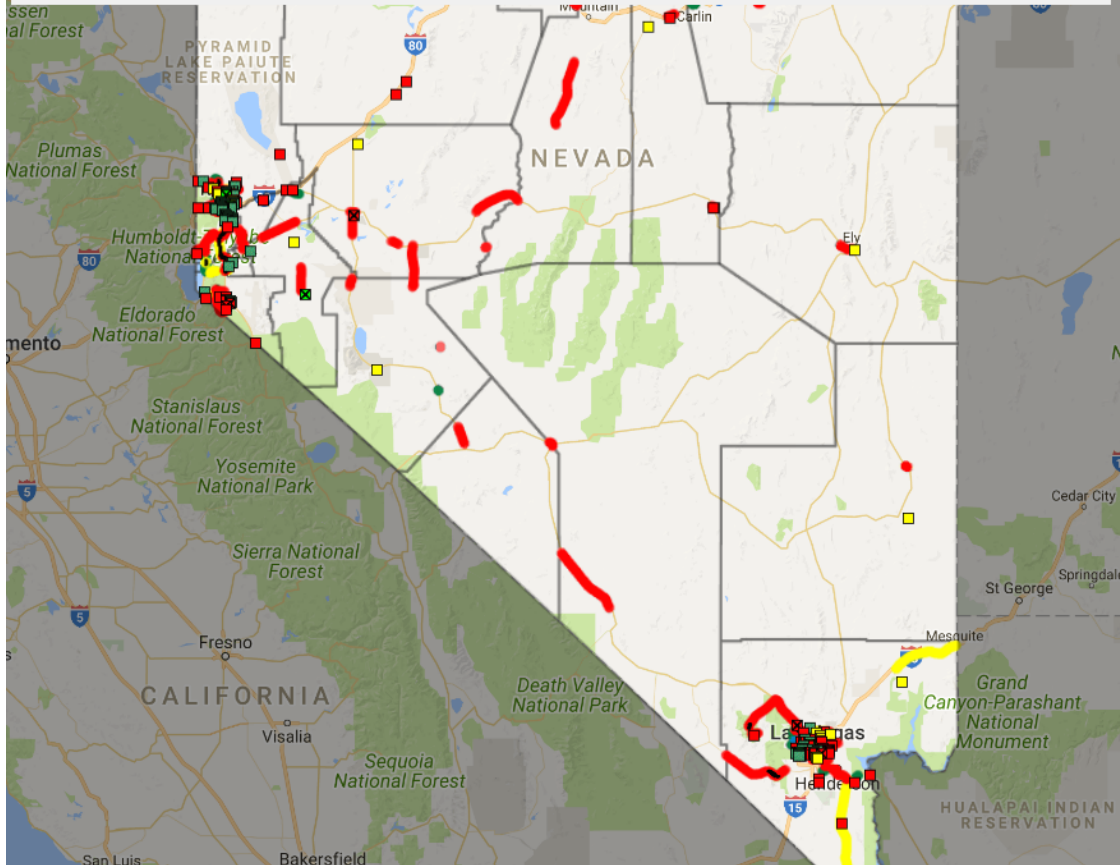 ssen
al Forest
Mountain
Carlin
80
80
PYRAMID
LAKE PAIUTE
RESERVATION
Plumas
National Forest
NEVADA
80
Ely
Eldorado
National Forest
mento
Stanislaus
National Forest
Yosemite
National Park
5
Cedar City
Sierra National
Forest
Springdale
St George
5
Mesquite
Fresno
Grand
Canyon-Parashant
National
Monument
CALIFORNIA
Death Valley
National Park
Visalia
Sequoia
National Forest
15
HUALAPAI INDIAN
RESERVATION
San Luis
Bakersfield